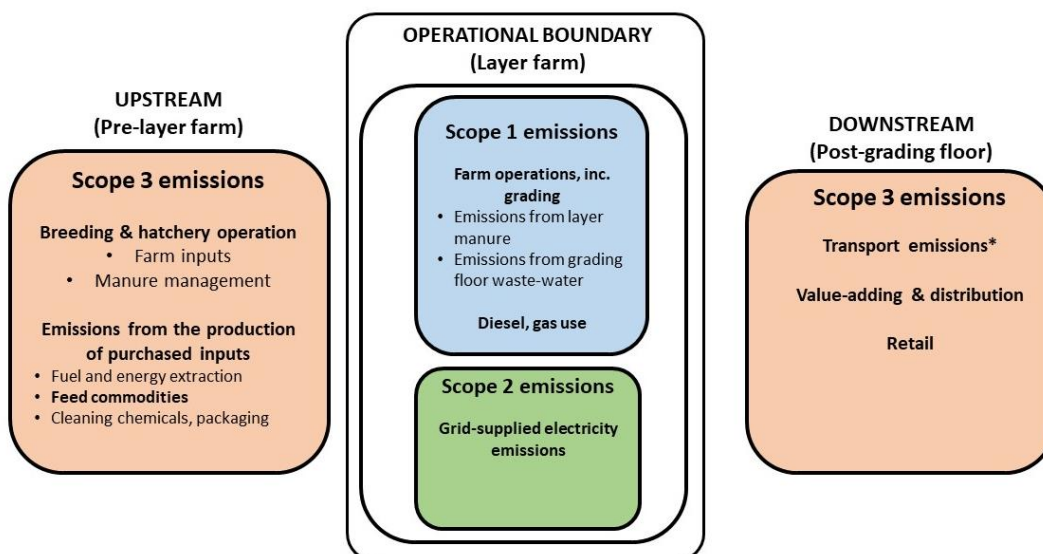 UPSTREAM
(Pre-layer farm)
Scope 3 emissions
Breeding & hatchery operation
• Farm inputs
• Manure management
Emissions from the production
of purchased inputs
• Fuel and energy extraction
• Feed commodities
• Cleaning chemicals, packaging
OPERATIONAL BOUNDARY
(Layer farm)
Scope 1 emissions
Farm operations, inc.
grading
• Emissions from layer
manure
• Emissions from grading
floor waste-water
Diesel, gas use
Scope 2 emissions
Grid-supplied electricity
emissions
DOWNSTREAM
(Post-grading floor)
Scope 3 emissions
Transport emissions*
Value-adding & distribution
Retail